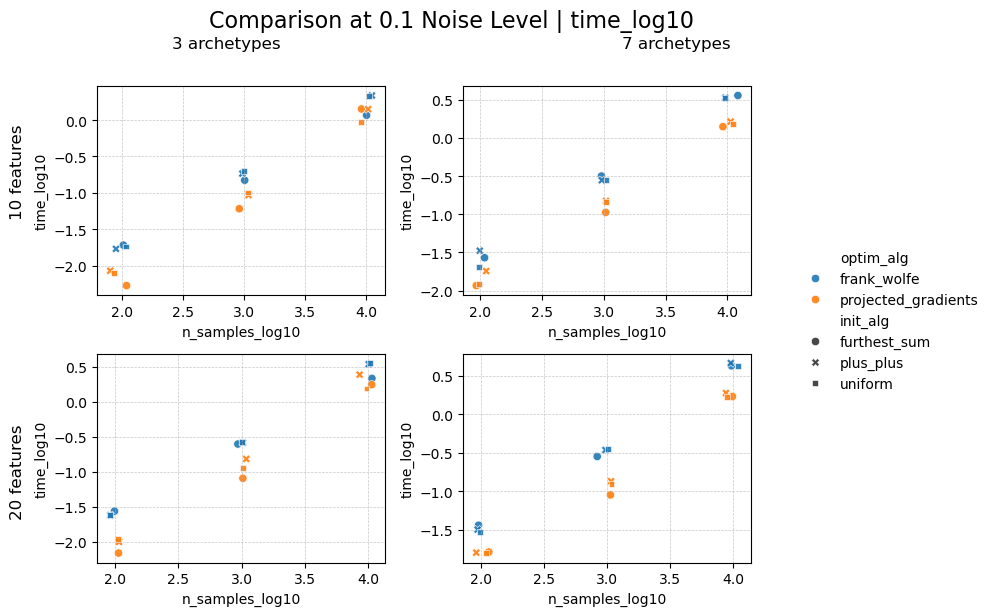 Comparison at 0.1 Noise Level | time_log10
3 archetypes
7 archetypes
10 features
time_log10
0.0
−0.5
−1.0
−1.5
−2.0
2.0
2.5
3.0
3.5
4.0
n_samples_log10
time_log10
0.5
0.0
−0.5
−1.0
−1.5
−2.0
2.0
2.5
3.0
3.5
4.0
n_samples_log10
20 features
time_log10
0.5
0.0
−0.5
−1.0
−1.5
−2.0
2.0
2.5
3.0
3.5
4.0
n_samples_log10
time_log10
0.5
0.0
−0.5
−1.0
−1.5
2.0
2.5
3.0
3.5
4.0
n_samples_log10
optim_alg
frank_wolfe
projected_gradients
init_alg
furthest_sum
plus_plus
uniform